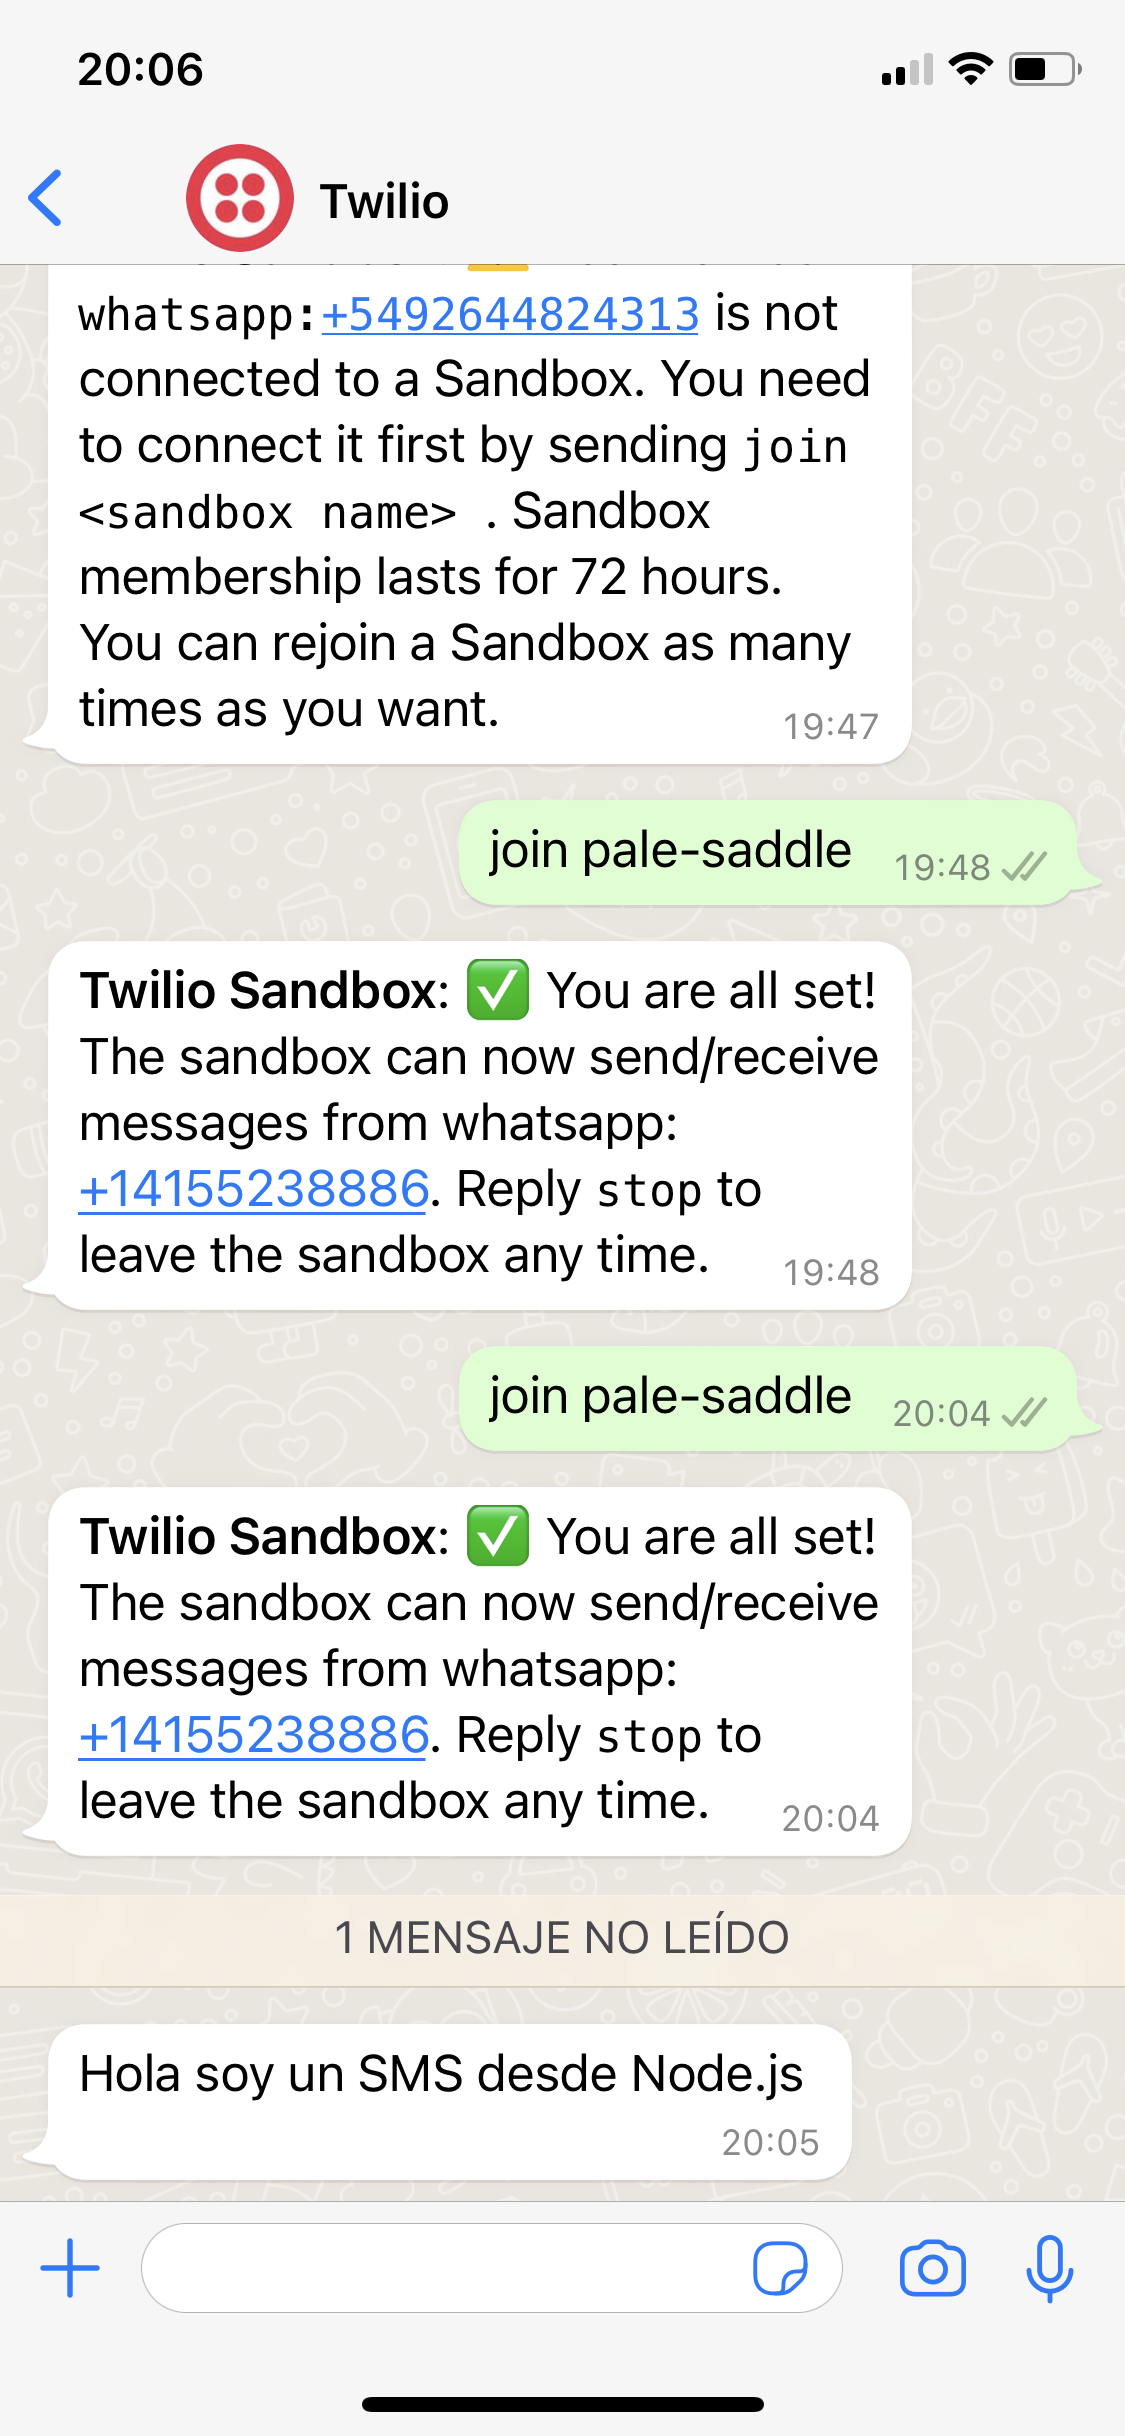 20:06
Twilio
whatsapp:+5492644824313 is not
connected to a Sandbox. You need
to connect it first by sending join
<sandbox name> . Sandbox
membership lasts for 72 hours.
You can rejoin a Sandbox as many
times as you want.
19:47
join pale-saddle
19:48
Twilio Sandbox: ✅ You are all set!
The sandbox can now send/receive
messages from whatsapp:
+14155238886. Reply stop to
leave the sandbox any time.
19:48
join pale-saddle
20:04
Twilio Sandbox: ✅ You are all set!
The sandbox can now send/receive
messages from whatsapp:
+14155238886. Reply stop to
leave the sandbox any time.
20:04
1 MENSAJE NO LEÍDO
Hola soy un SMS desde Node.js
20:05